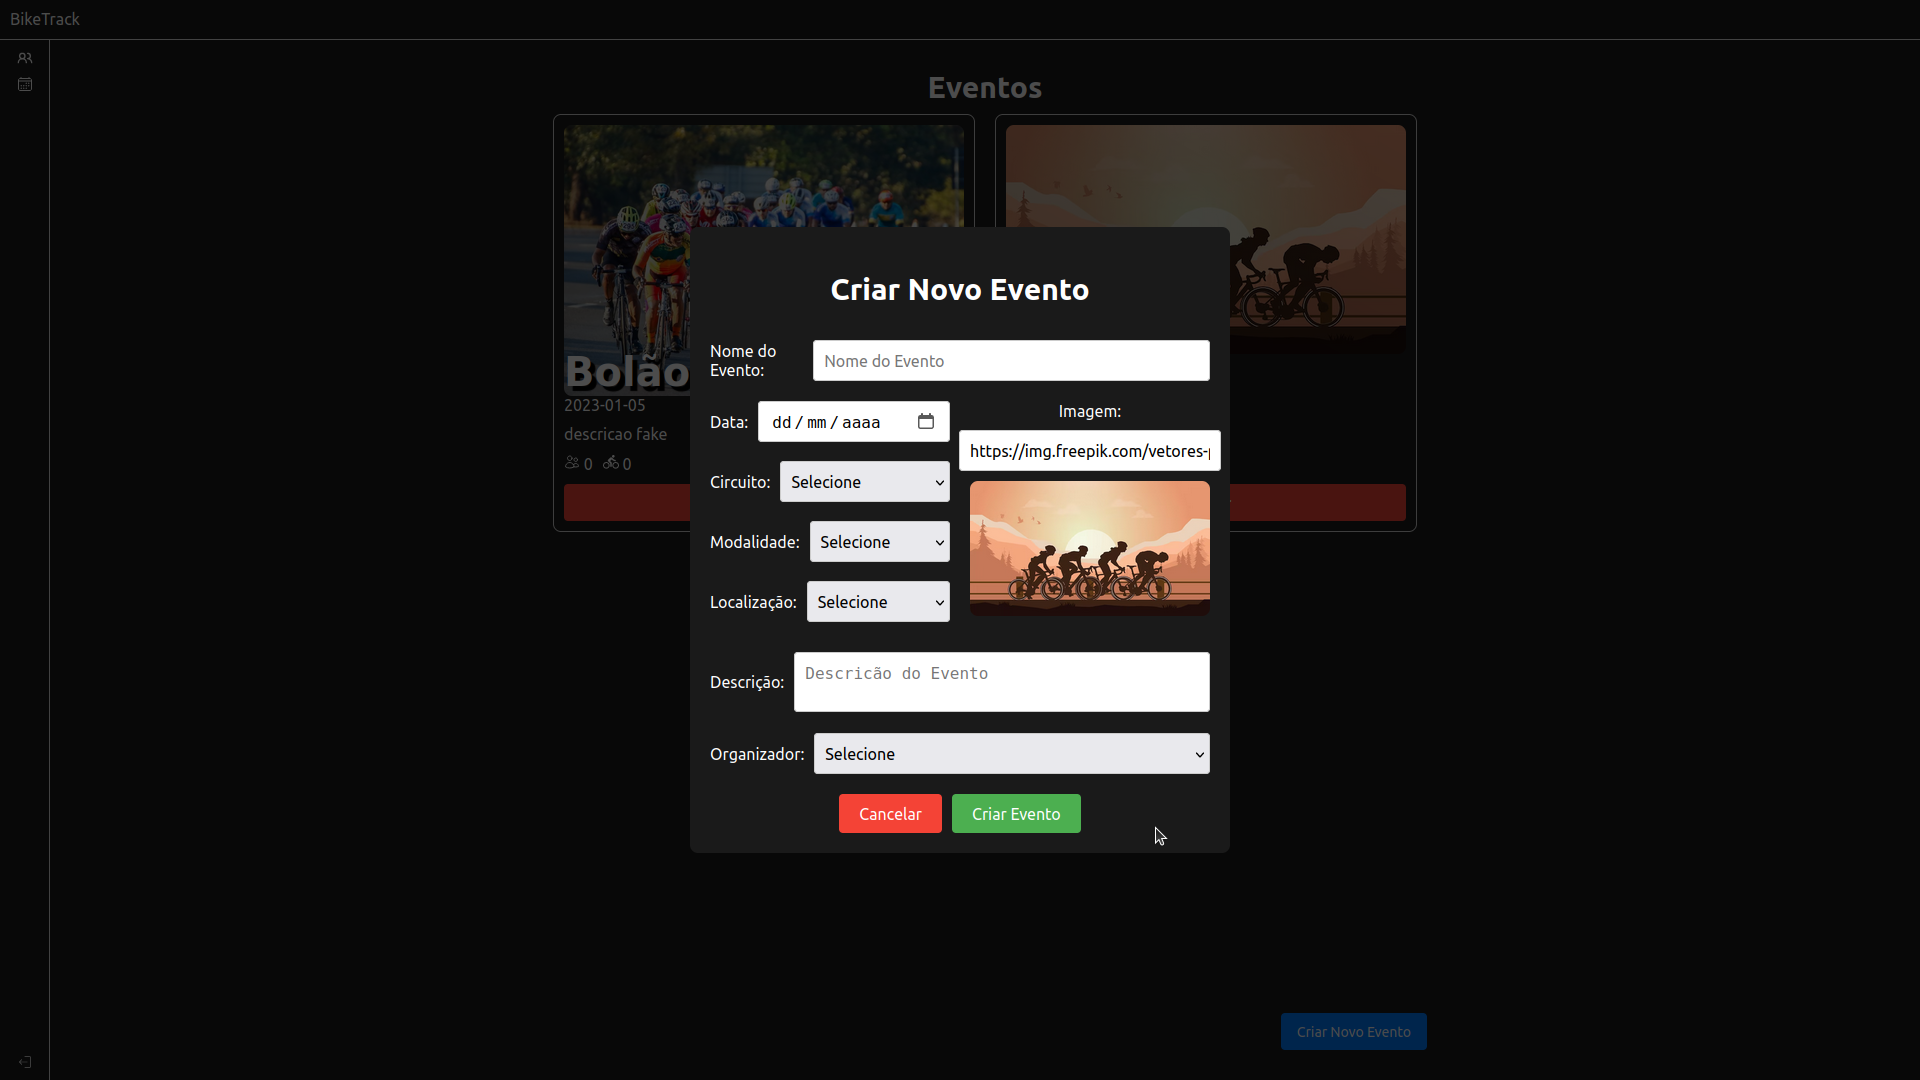 BikeTrack
Eventos
Bolão
2023-01-05
descricao fake
0 0
Criar Novo Evento
Nome do Evento:
Nome do Evento
Data:
dd/mm/aaaa
Imagem:
https://img.freepik.com/vetores-
Circuito:
Selecione
Modalidade:
Selecione
Localização:
Selecione
Descrição:
Descricão do Evento
Organizador:
Selecione
Cancelar
Criar Evento
Criar Novo Evento